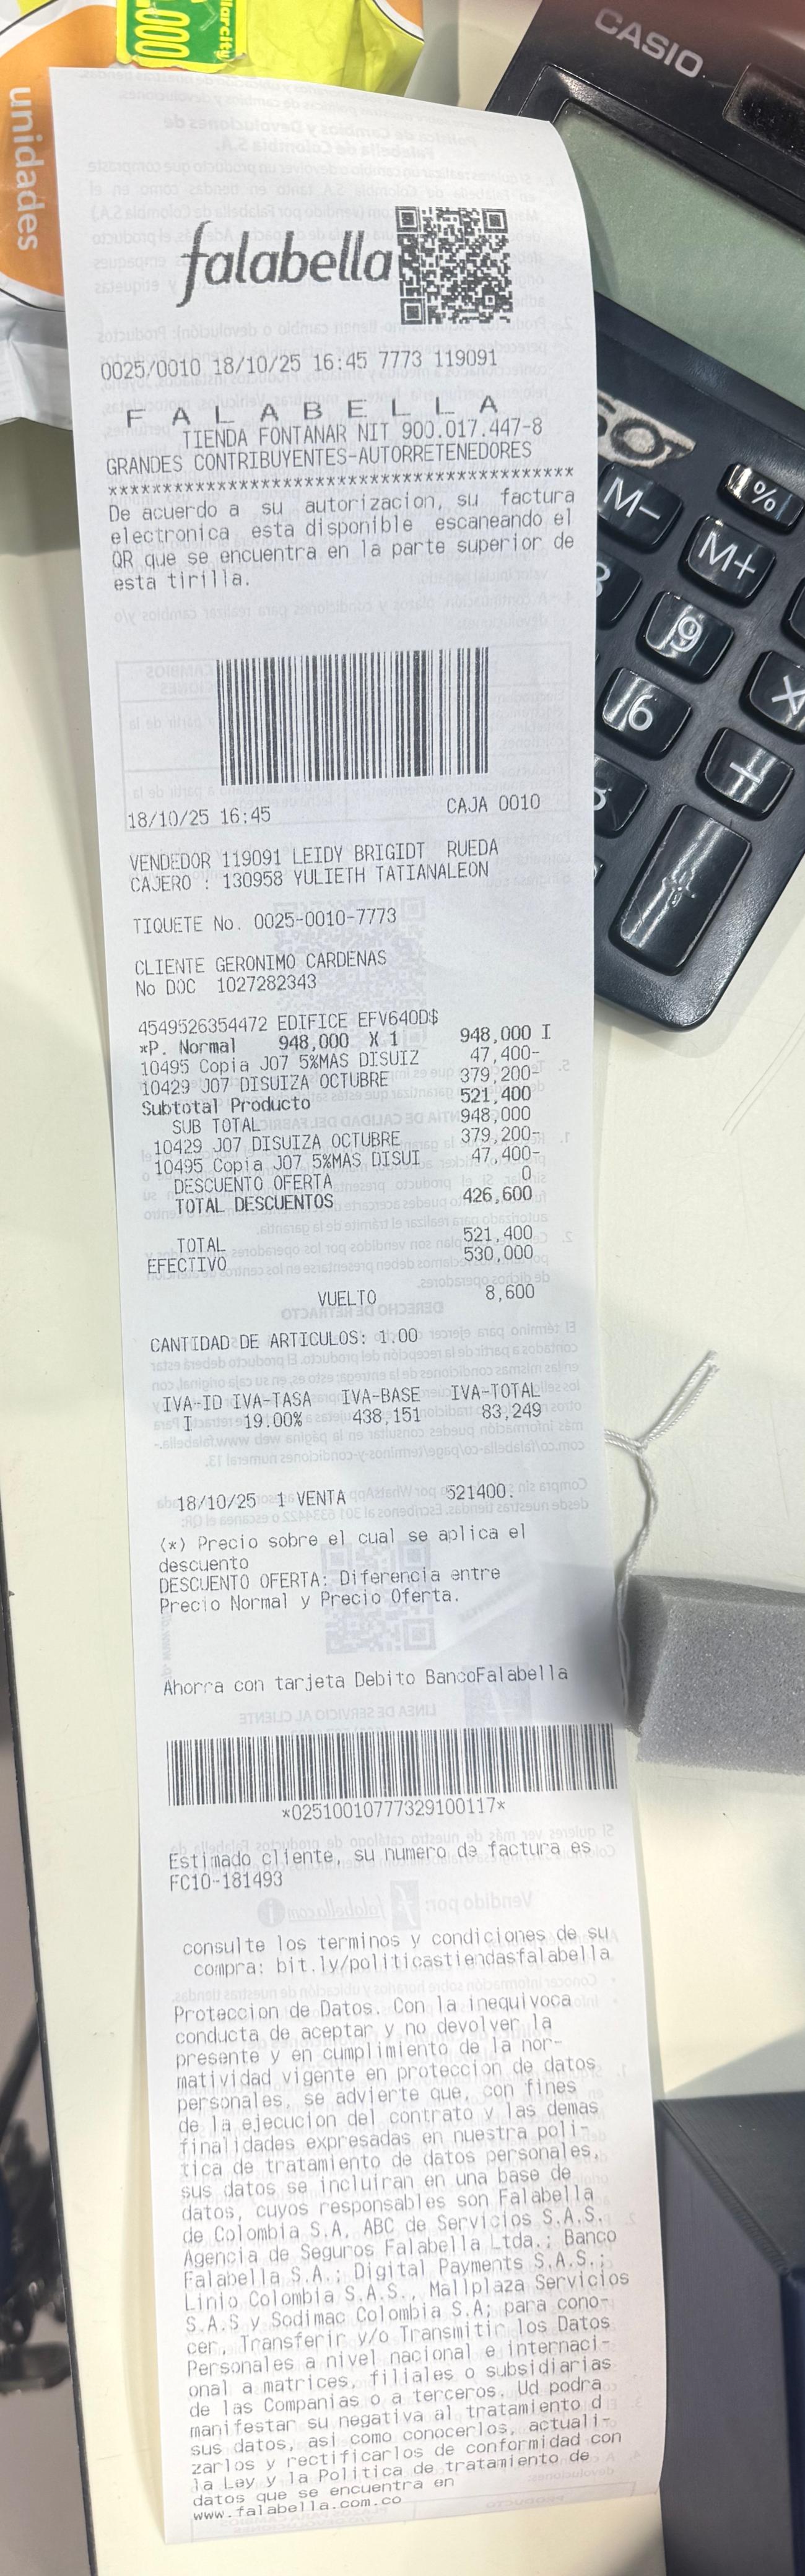 larcity
000
unidades
CASIO
falabella
0025/0010 18/10/25 16:45 7773 119091
F A L A B E L L A
TIENDA FONTANAR NIT 900.017.447-8
GRANDES CONTRIBUYENTES-AUTORRETENEDORES
*******************************************
De acuerdo a su autorizacion, su factura
electronica esta disponible escaneando el
QR que se encuentra en la parte superior de
esta tirilla.
18/10/25 16:45 CAJA 0010
VENDEDOR 119091 LEIDY BRIGIDT RUEDA
CAJERO : 130958 YULIETH TATIANALEON
TIQUETE No. 0025-0010-7773
CLIENTE GERONIMO CARDENAS
No DOC 1027282343
4549526354472 EDIFICE EFV640D$
*P. Normal 948,000 X 1 948,000 I
10495 Copia J07 5%MAS DISUIZ 47,400-
10429 J07 DISUIZA OCTUBRE 379,200-
Subtotal Producto 521,400
SUB TOTAL 948,000
10429 J07 DISUIZA OCTUBRE 379,200-
10495 Copia J07 5%MAS DISUI 47,400-
DESCUENTO OFERTA 0
TOTAL DESCUENTOS 426,600
TOTAL 521,400
EFECTIVO 530,000
VUELTO 8,600
CANTIDAD DE ARTICULOS: 1.00
IVA-ID IVA-TASA IVA-BASE IVA-TOTAL
I 19.00% 438,151 83,249
18/10/25 1 VENTA 521400.
(*) Precio sobre el cual se aplica el
descuento
DESCUENTO OFERTA: Diferencia entre
Precio Normal y Precio Oferta.
Ahorra con tarjeta Debito BancoFalabella
*02510010777329100117*
Estimado cliente, su numero de factura es
FC10-181493
consulte los terminos y condiciones de su
compra: bit.ly/politicastiendasfalabella
Proteccion de Datos. Con la inequivoca
conducta de aceptar y no devolver la
presente y en cumplimiento de la nor-
matividad vigente en proteccion de datos
personales, se advierte que, con fines
de la ejecucion del contrato y las demas
finalidades expresadas en nuestra poli-
tica de tratamiento de datos personales,
sus datos se incluiran en una base de
datos, cuyos responsables son Falabella
de Colombia S.A, ABC de Servicios S.A.S.
Agencia de Seguros Falabella Ltda.; Banco
Falabella S.A.; Digital Payments S.A.S.;
Linio Colombia S.A.S., Mallplaza Servicios
S.A.S y Sodimac Colombia S.A; para cono-
cer, Transferir y/o Transmitir los Datos
Personales a nivel nacional e internaci-
onal a matrices, filiales o subsidiarias
de las Companias o a terceros. Ud podra
manifestar su negativa al tratamiento d
sus datos, asi como conocerlos, actuali-
zarlos y rectificarlos de conformidad con
la Ley y la Politica de tratamiento de
datos que se encuentra en
www.falabella.com.co
M-
%
M+
9
6
X
+